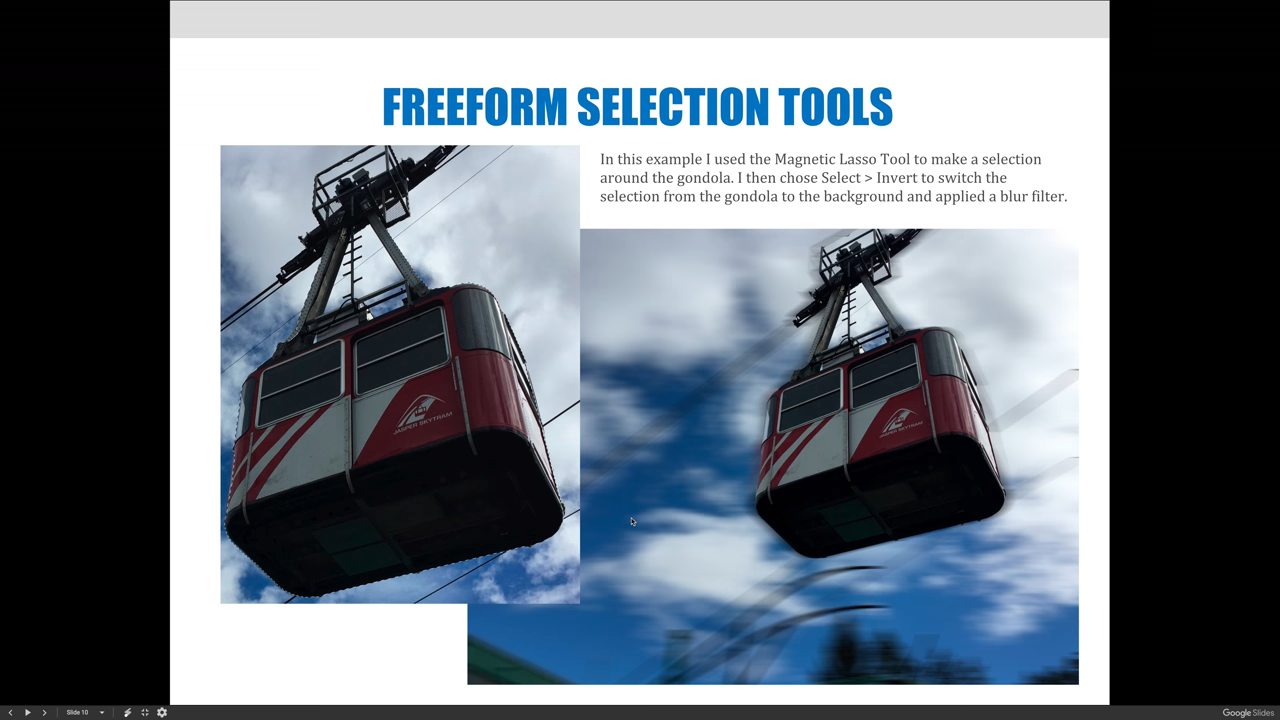 FREEFORM SELECTION TOOLS
In this example I used the Magnetic Lasso Tool to make a selection
around the gondola. I then chose Select > Invert to switch the
selection from the gondola to the background and applied a blur filter.
JASPER SKYTRAM
JASPER SKYTRAM
Slide 10
Google Slides